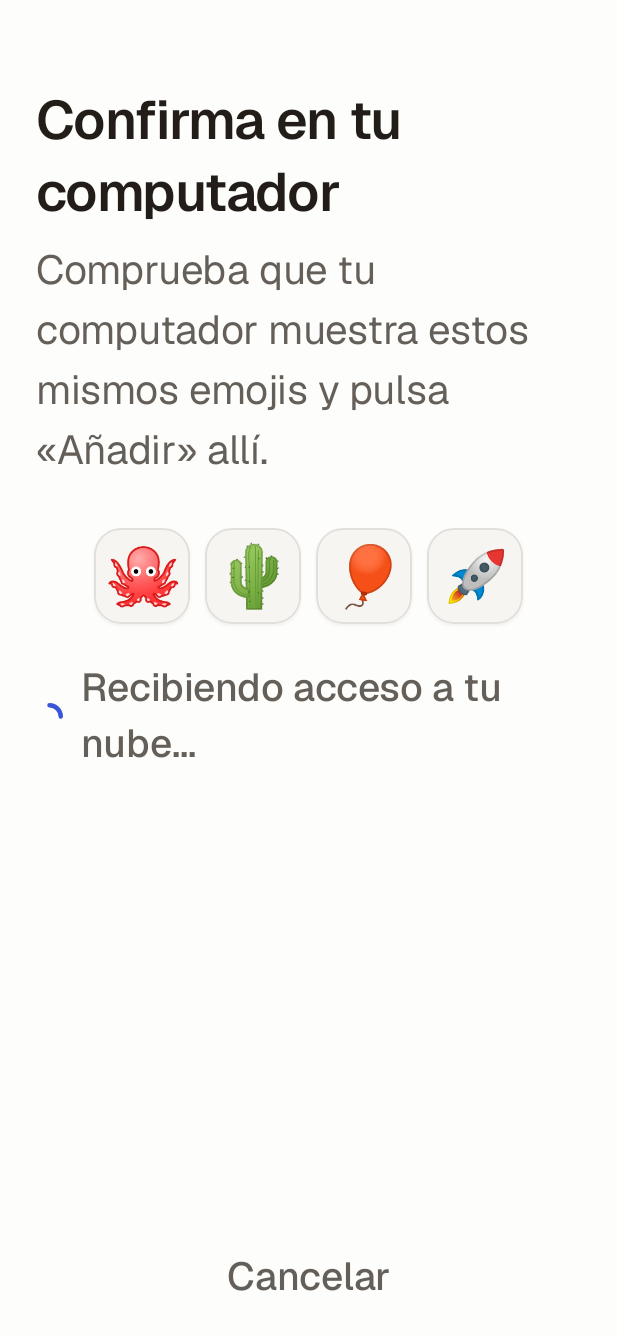 Confirma en tu
computador
Comprueba que tu
computador muestra estos
mismos emojis y pulsa
«Añadir» allí.
Recibiendo acceso a tu
nube…
Cancelar